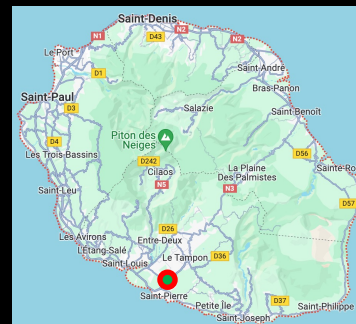 Saint-Denis
N1
D43
N2
N2
Le Port
D1
Saint-André
Bras-Panon
Saint-Paul
D3
Salazie
Saint-Benoît
Piton des
Neiges
D4
D56
Les Trois-Bassins
D242
Cilaos
La Plaine
Des Palmistes
Sainte-Ro
Saint-Leu
N5
N3
D57
Les Avirons
D26
Entre-Deux
L'Étang-Salé
Le Tampon
D36
Saint-Louis
Saint-Pierre
Petite Île
D37
Saint-Philippe
Saint-Joseph